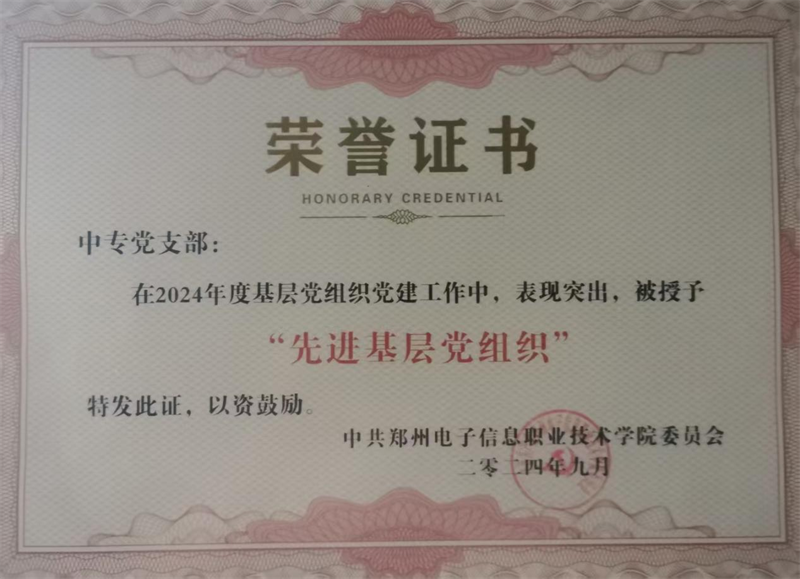 荣誉证书
HONORARY CREDENTIAL
中专党支部：
在2024年度基层党组织党建工作中，表现突出，被授予
“先进基层党组织”
特发此证，以资鼓励。
中共郑州电子信息职业技术学院委员会
二零二四年九月